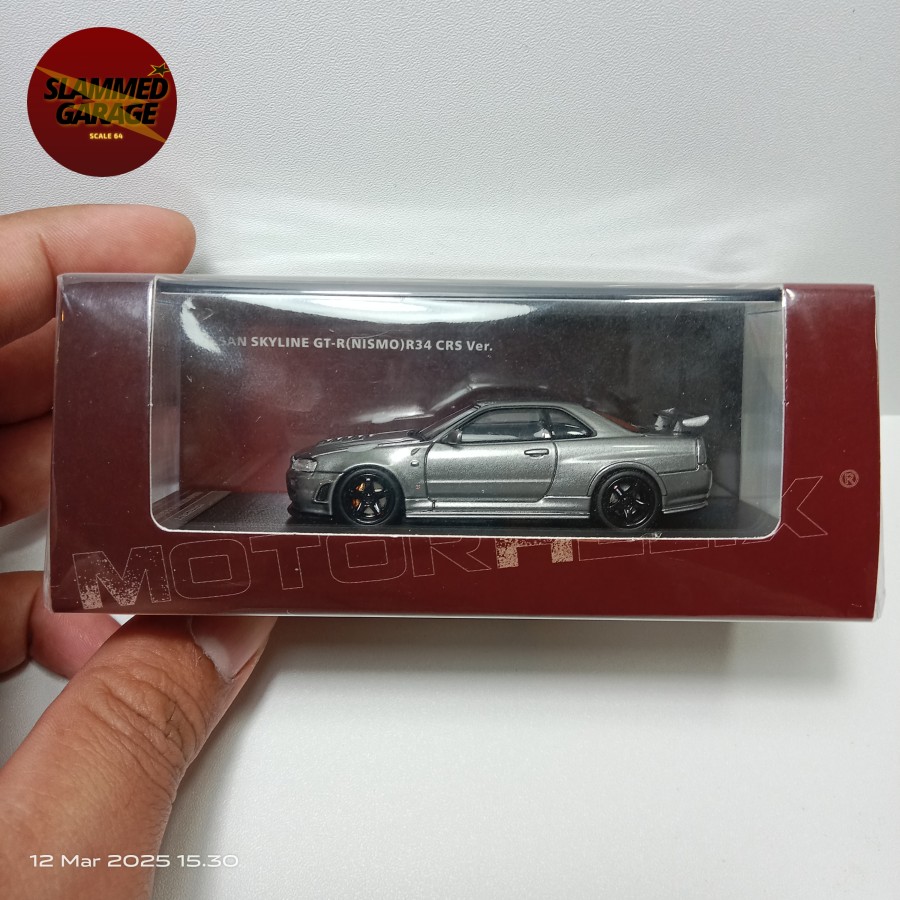 SLAMMED
GARAGE
SCALE 64
SAN SKYLINE GT-R(NISMO)R34 CRS Ver.
MOTORHELIX®
12 Mar 2025 15.30